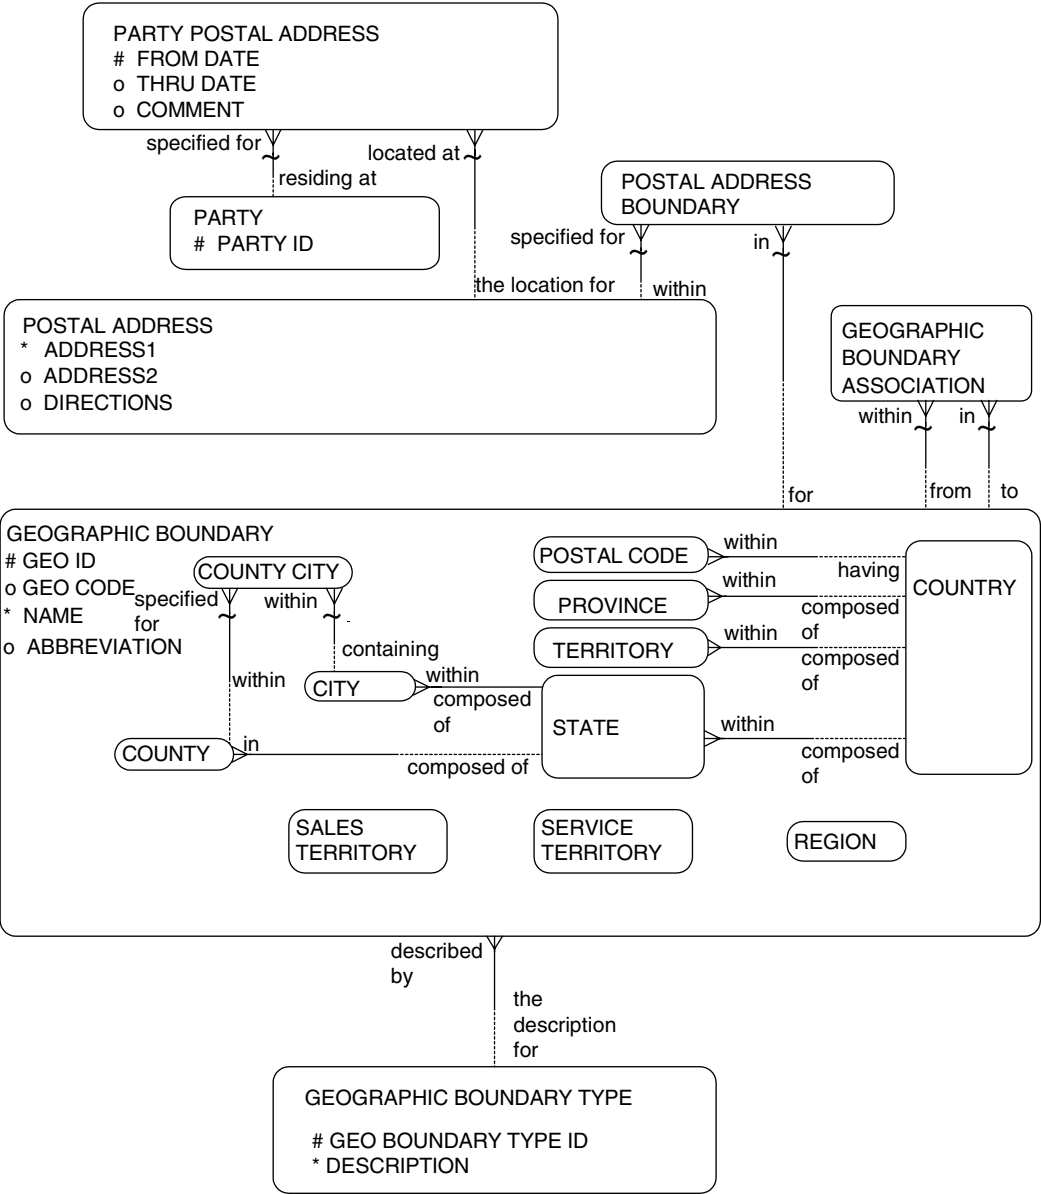 PARTY POSTAL ADDRESS
# FROM DATE
o THRU DATE
o COMMENT
specified for
located at
residing at
PARTY
# PARTY ID
POSTAL ADDRESS
BOUNDARY
specified for
in
the location for
within
POSTAL ADDRESS
* ADDRESS1
o ADDRESS2
o DIRECTIONS
GEOGRAPHIC
BOUNDARY
ASSOCIATION
within
in
for
from
to
GEOGRAPHIC BOUNDARY
# GEO ID
o GEO CODE
* NAME
o ABBREVIATION
COUNTY CITY
specified
for
within
containing
within
CITY
within
composed
of
COUNTY
in
composed of
POSTAL CODE
within
having
PROVINCE
within
composed
of
TERRITORY
within
composed
of
STATE
within
composed
of
COUNTRY
SALES
TERRITORY
SERVICE
TERRITORY
REGION
described
by
the
description
for
GEOGRAPHIC BOUNDARY TYPE
# GEO BOUNDARY TYPE ID
* DESCRIPTION